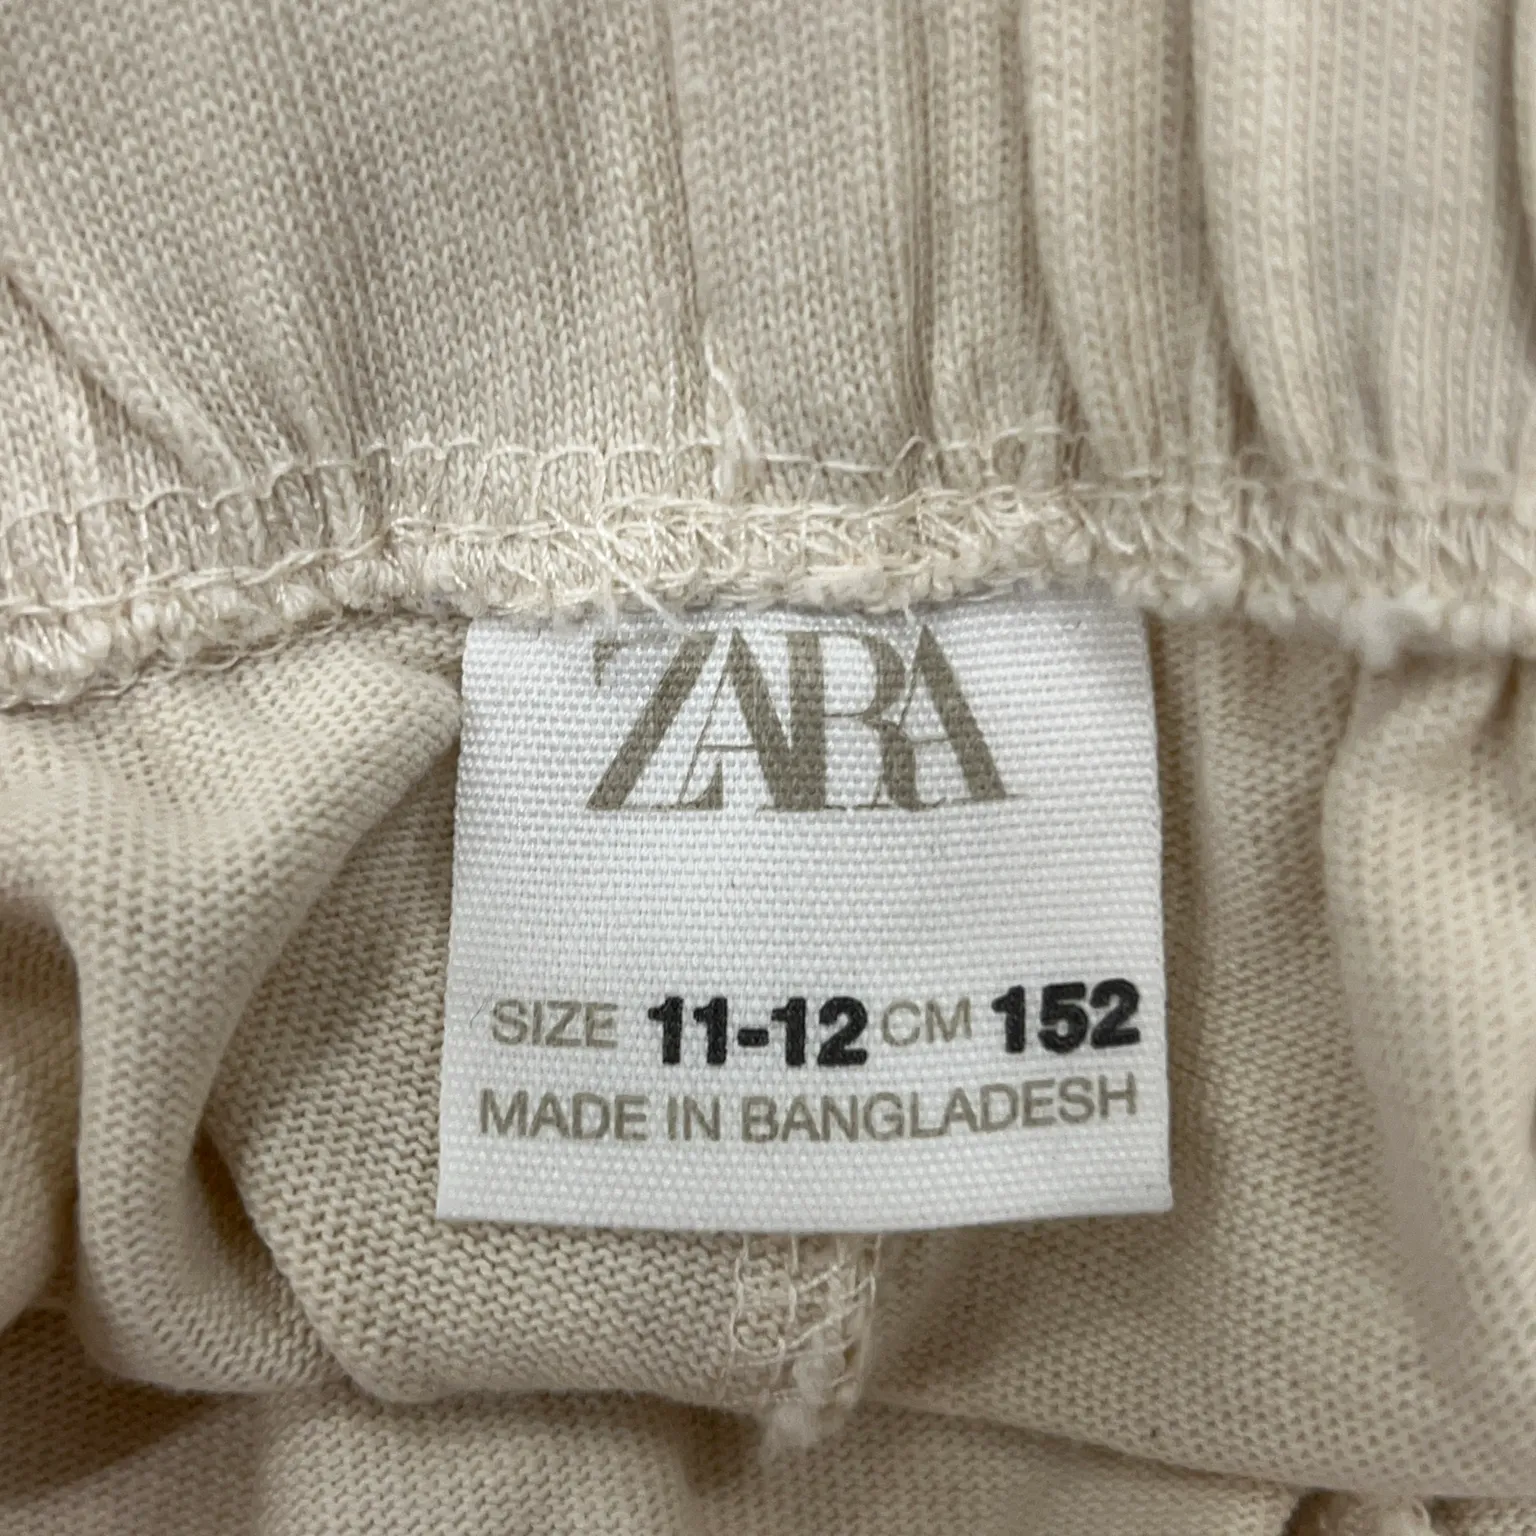 ZARA
SIZE 11-12 CM 152
MADE IN BANGLADESH